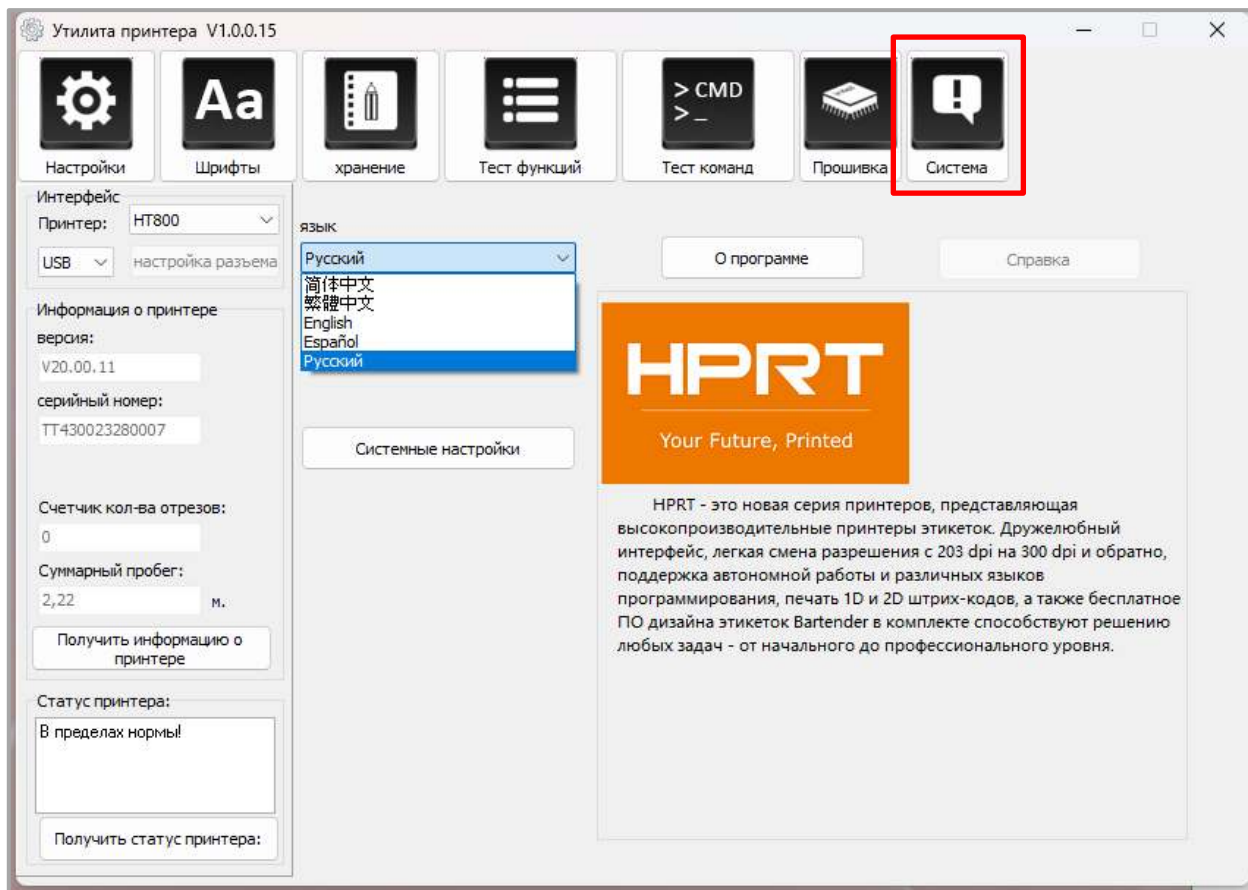 Утилита принтера V1.0.0.15
Aa
> CMD
> _
Настройки
Шрифты
хранение
Тест функций
Тест команд
Прошивка
Система
Интерфейс
Принтер:
HT800
USB
настройка разъема
Информация о принтере
версия:
V20.00.11
серийный номер:
TT430023280007
Счетчик кол-ва отрезов:
0
Суммарный пробег:
2,22
м.
Получить информацию о
принтере
Статус принтера:
В пределах нормы!
Получить статус принтера:
язык
Русский
简体中文
繁體中文
English
Español
Русский
Системные настройки
О программе
Справка
HPRT
Your Future, Printed
HPRT - это новая серия принтеров, представляющая
высокопроизводительные принтеры этикеток. Дружелюбный
интерфейс, легкая смена разрешения с 203 dpi на 300 dpi и обратно,
поддержка автономной работы и различных языков
программирования, печать 1D и 2D штрих-кодов, а также бесплатное
ПО дизайна этикеток Bartender в комплекте способствуют решению
любых задач - от начального до профессионального уровня.